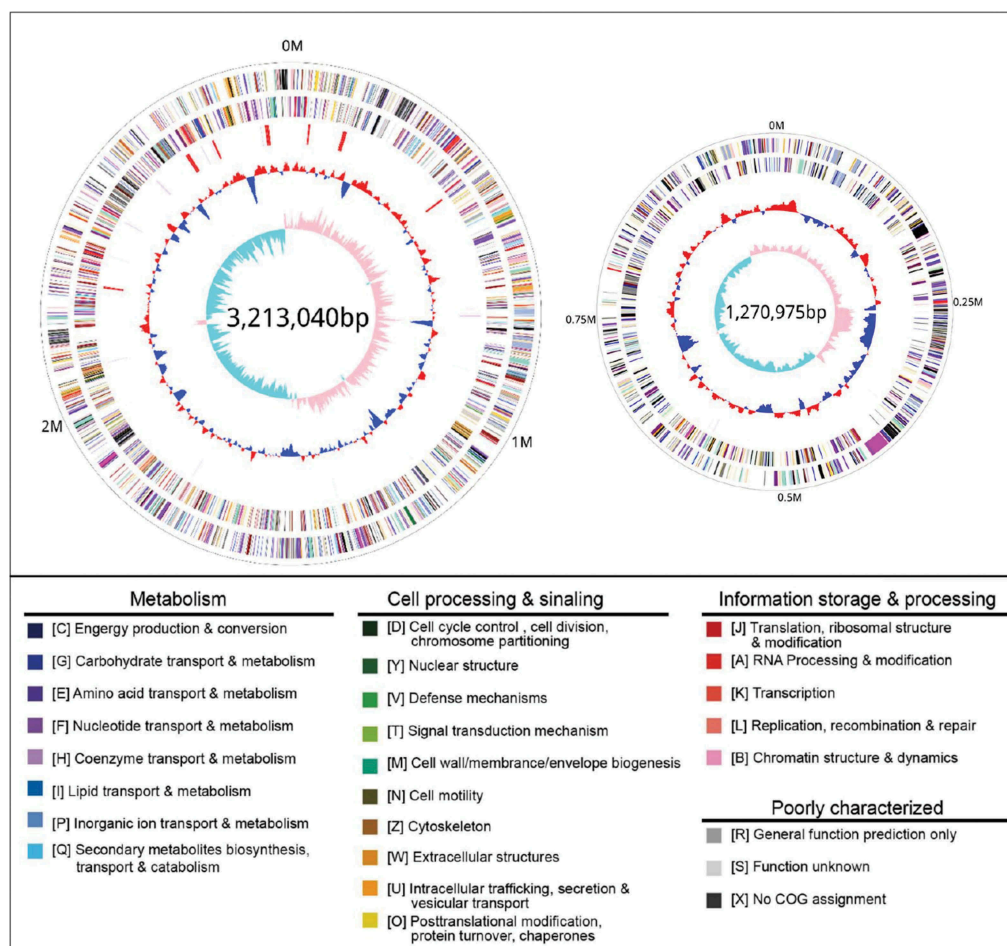 0M
3,213,040bp
1M
2M
0M
1,270,975bp
0.25M
0.5M
0.75M
Metabolism
[C] Engergy production & conversion
[G] Carbohydrate transport & metabolism
[E] Amino acid transport & metabolism
[F] Nucleotide transport & metabolism
[H] Coenzyme transport & metabolism
[I] Lipid transport & metabolism
[P] Inorganic ion transport & metabolism
[Q] Secondary metabolites biosynthesis,
transport & catabolism
Cell processing & sinaling
[D] Cell cycle control , cell division,
chromosome partitioning
[Y] Nuclear structure
[V] Defense mechanisms
[T] Signal transduction mechanism
[M] Cell wall/membrance/envelope biogenesis
[N] Cell motility
[Z] Cytoskeleton
[W] Extracellular structures
[U] Intracellular trafficking, secretion &
vesicular transport
[O] Posttranslational modification,
protein turnover, chaperones
Information storage & processing
[J] Translation, ribosomal structure
& modification
[A] RNA Processing & modification
[K] Transcription
[L] Replication, recombination & repair
[B] Chromatin structure & dynamics
Poorly characterized
[R] General function prediction only
[S] Function unknown
[X] No COG assignment